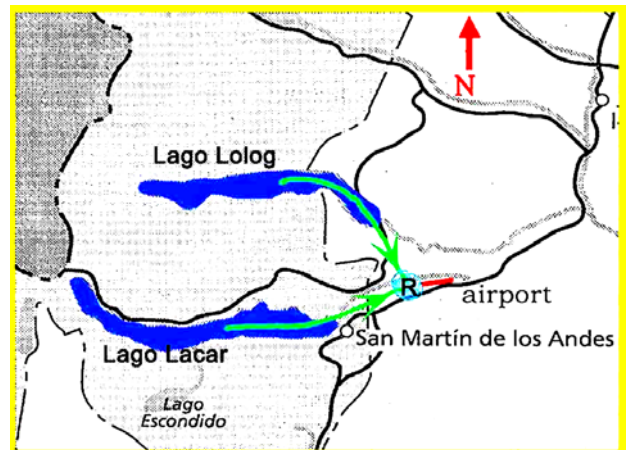 N
Lago Lolog
R
airport
San Martín de los Andes
Lago Lacar
Lago
Escondido